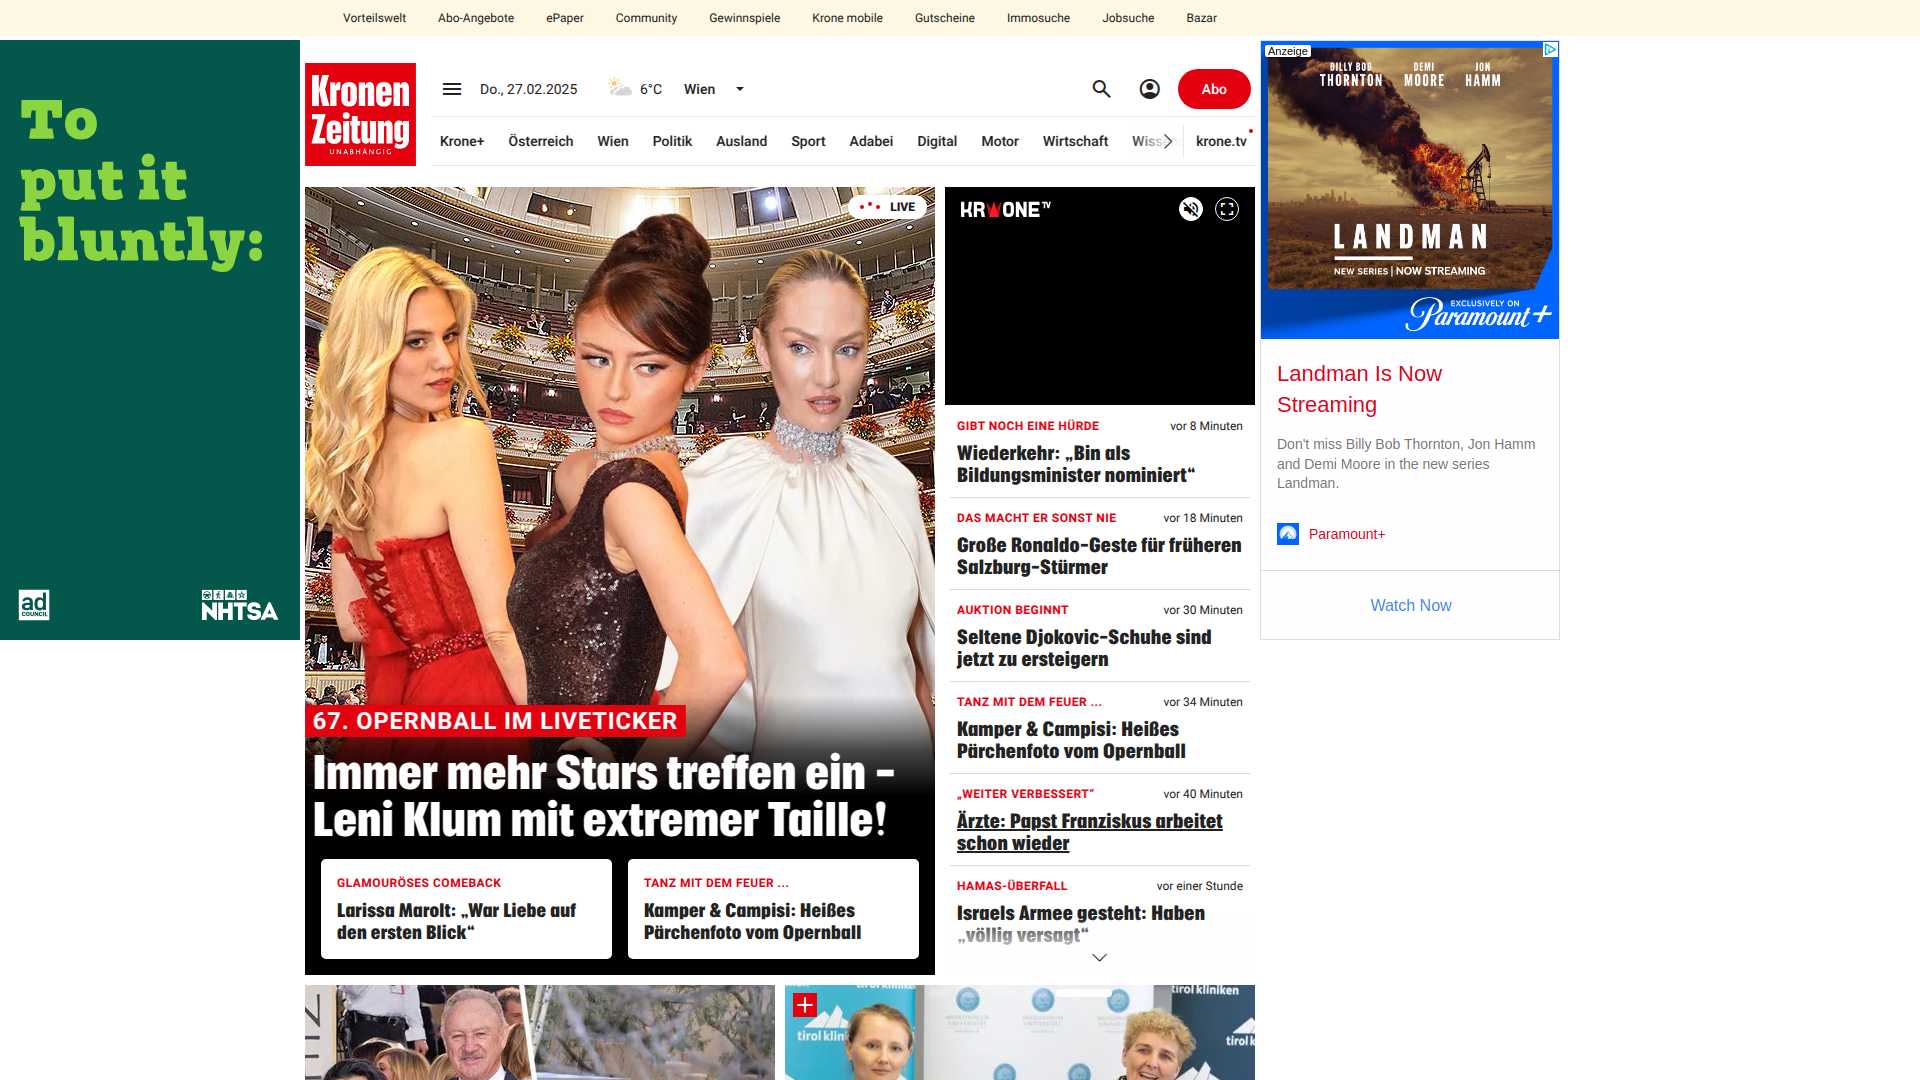 Vorteilswelt Abo-Angebote ePaper Community Gewinnspiele Krone mobile Gutscheine Immosuche Jobsuche Bazar
To
put it
bluntly:
ad
COUNCIL
NHTSA
Kronen
Zeitung
UNABHÄNGIG
Do., 27.02.2025 6°C Wien Abo
Krone+ Österreich Wien Politik Ausland Sport Adabei Digital Motor Wirtschaft krone.tv
LIVE
67. OPERNBALL IM LIVETICKER
Immer mehr Stars treffen ein –
Leni Klum mit extremer Taille!
GLAMOURÖSES COMEBACK
Larissa Marolt: „War Liebe auf
den ersten Blick“
TANZ MIT DEM FEUER ...
Kamper & Campisi: Heißes
Pärchenfoto vom Opernball
KRONE TV
GIBT NOCH EINE HÜRDE vor 8 Minuten
Wiederkehr: „Bin als
Bildungsminister nominiert“
DAS MACHT ER SONST NIE vor 18 Minuten
Große Ronaldo-Geste für früheren
Salzburg-Stürmer
AUKTION BEGINNT vor 30 Minuten
Seltene Djokovic-Schuhe sind
jetzt zu ersteigern
TANZ MIT DEM FEUER ... vor 34 Minuten
Kamper & Campisi: Heißes
Pärchenfoto vom Opernball
„WEITER VERBESSERT“ vor 40 Minuten
Ärzte: Papst Franziskus arbeitet
schon wieder
HAMAS-ÜBERFALL vor einer Stunde
Israels Armee gesteht: Haben
„völlig versagt“
tirol kliniken
Anzeige
BILLY BOB THORNTON DEMI MOORE JON HAMM
LANDMAN
NEW SERIES | NOW STREAMING
EXCLUSIVELY ON
Paramount+
Landman Is Now
Streaming
Don't miss Billy Bob Thornton, Jon Hamm
and Demi Moore in the new series
Landman.
Paramount+
Watch Now